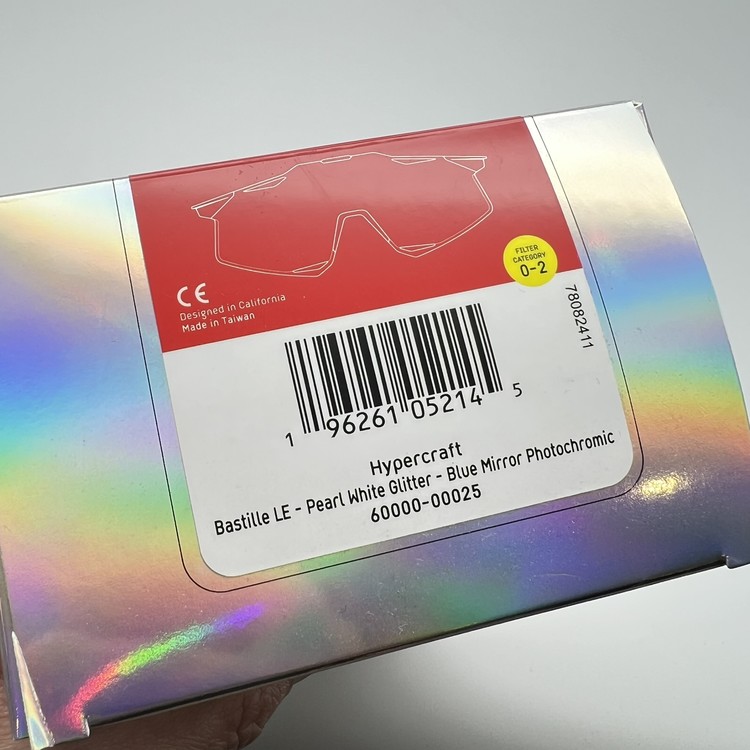 FILTER
CATEGORY
0-2
CE
Designed in California
Made in Taiwan
78082411
1 96261 05214 5
Hypercraft
Bastille LE - Pearl White Glitter - Blue Mirror Photochromic
60000-00025